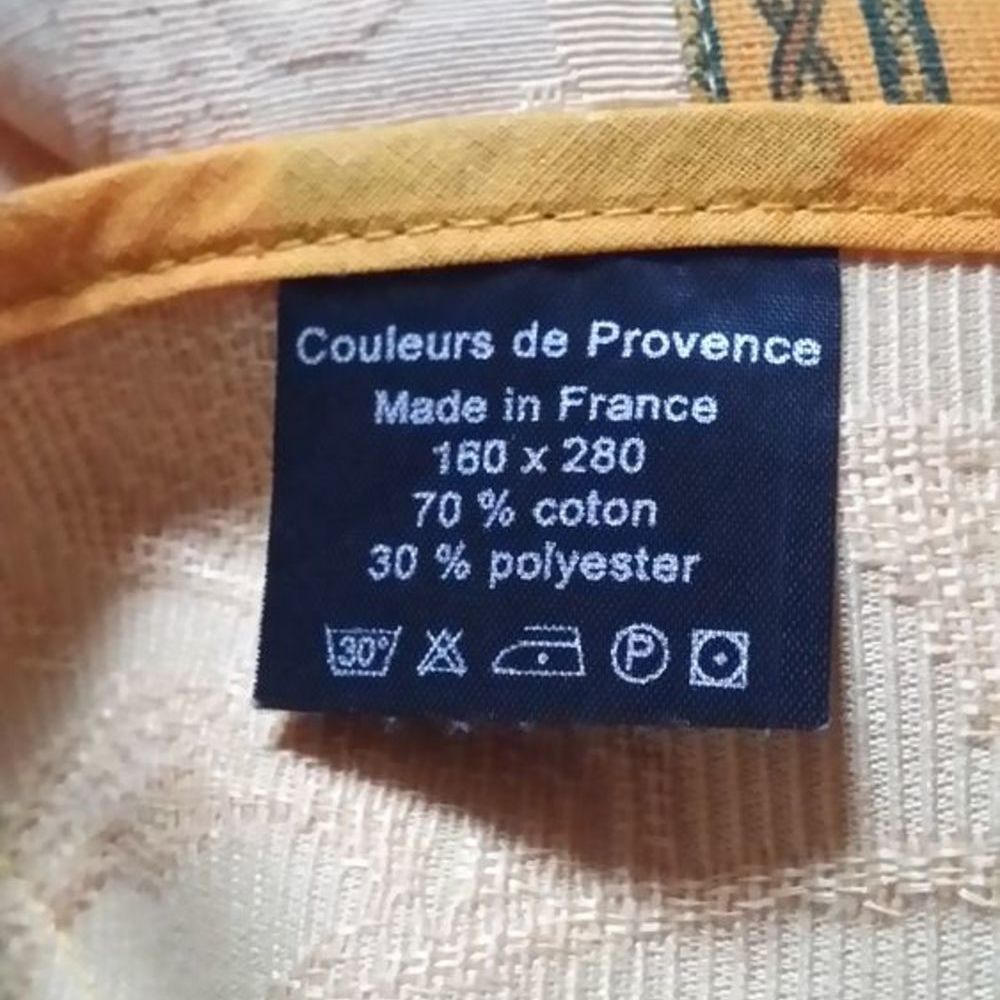 Couleurs de Provence
Made in France
160 x 280
70 % coton
30 % polyester
30° P